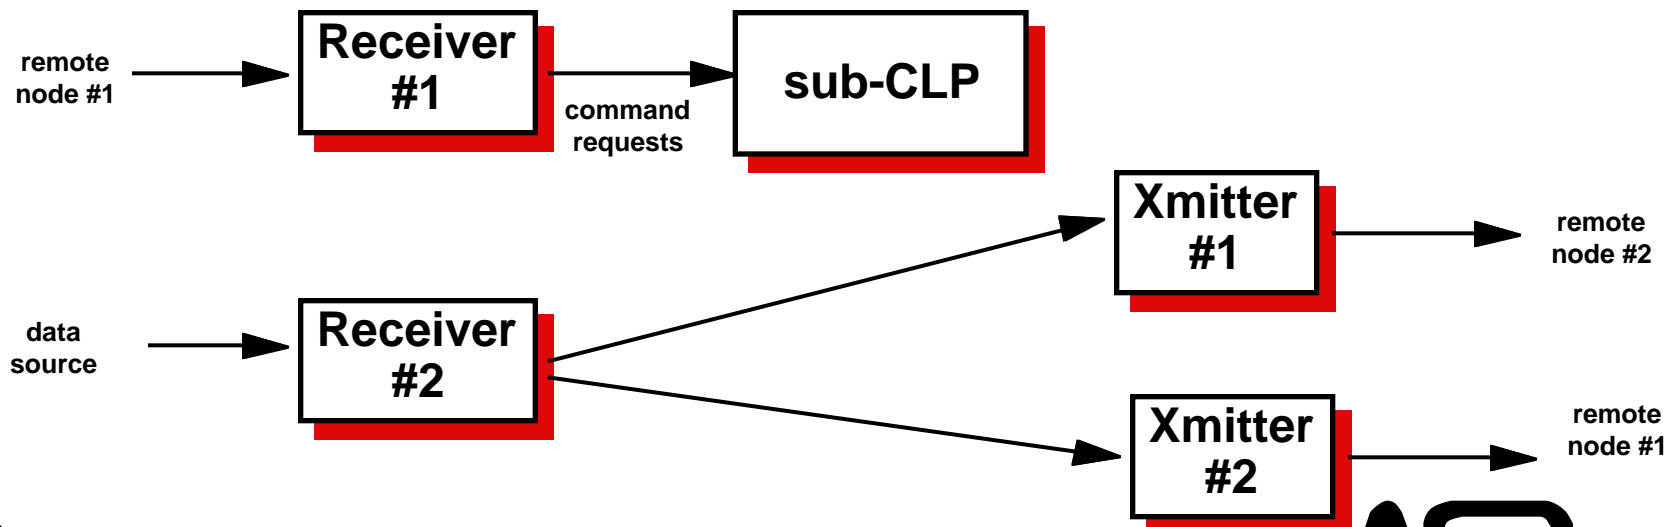 remote
node #1
Receiver
#1
command
requests
sub-CLP
Xmitter
#1
remote
node #2
data
source
Receiver
#2
Xmitter
#2
remote
node #1